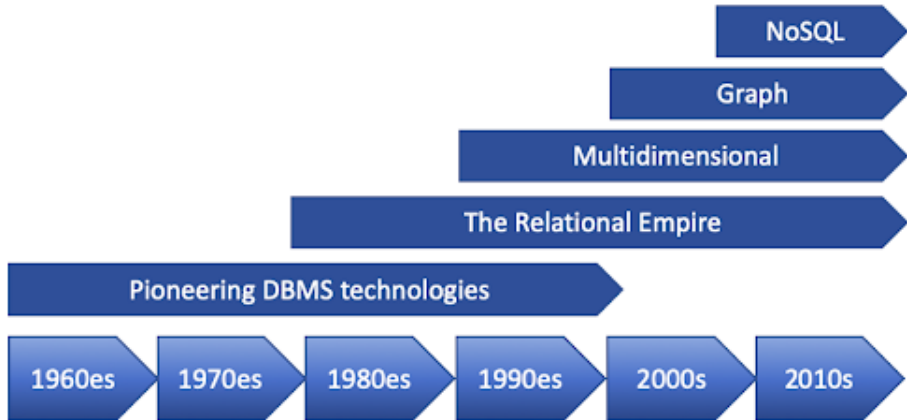 NoSQL
Graph
Multidimensional
The Relational Empire
Pioneering DBMS technologies
1960es
1970es
1980es
1990es
2000s
2010s